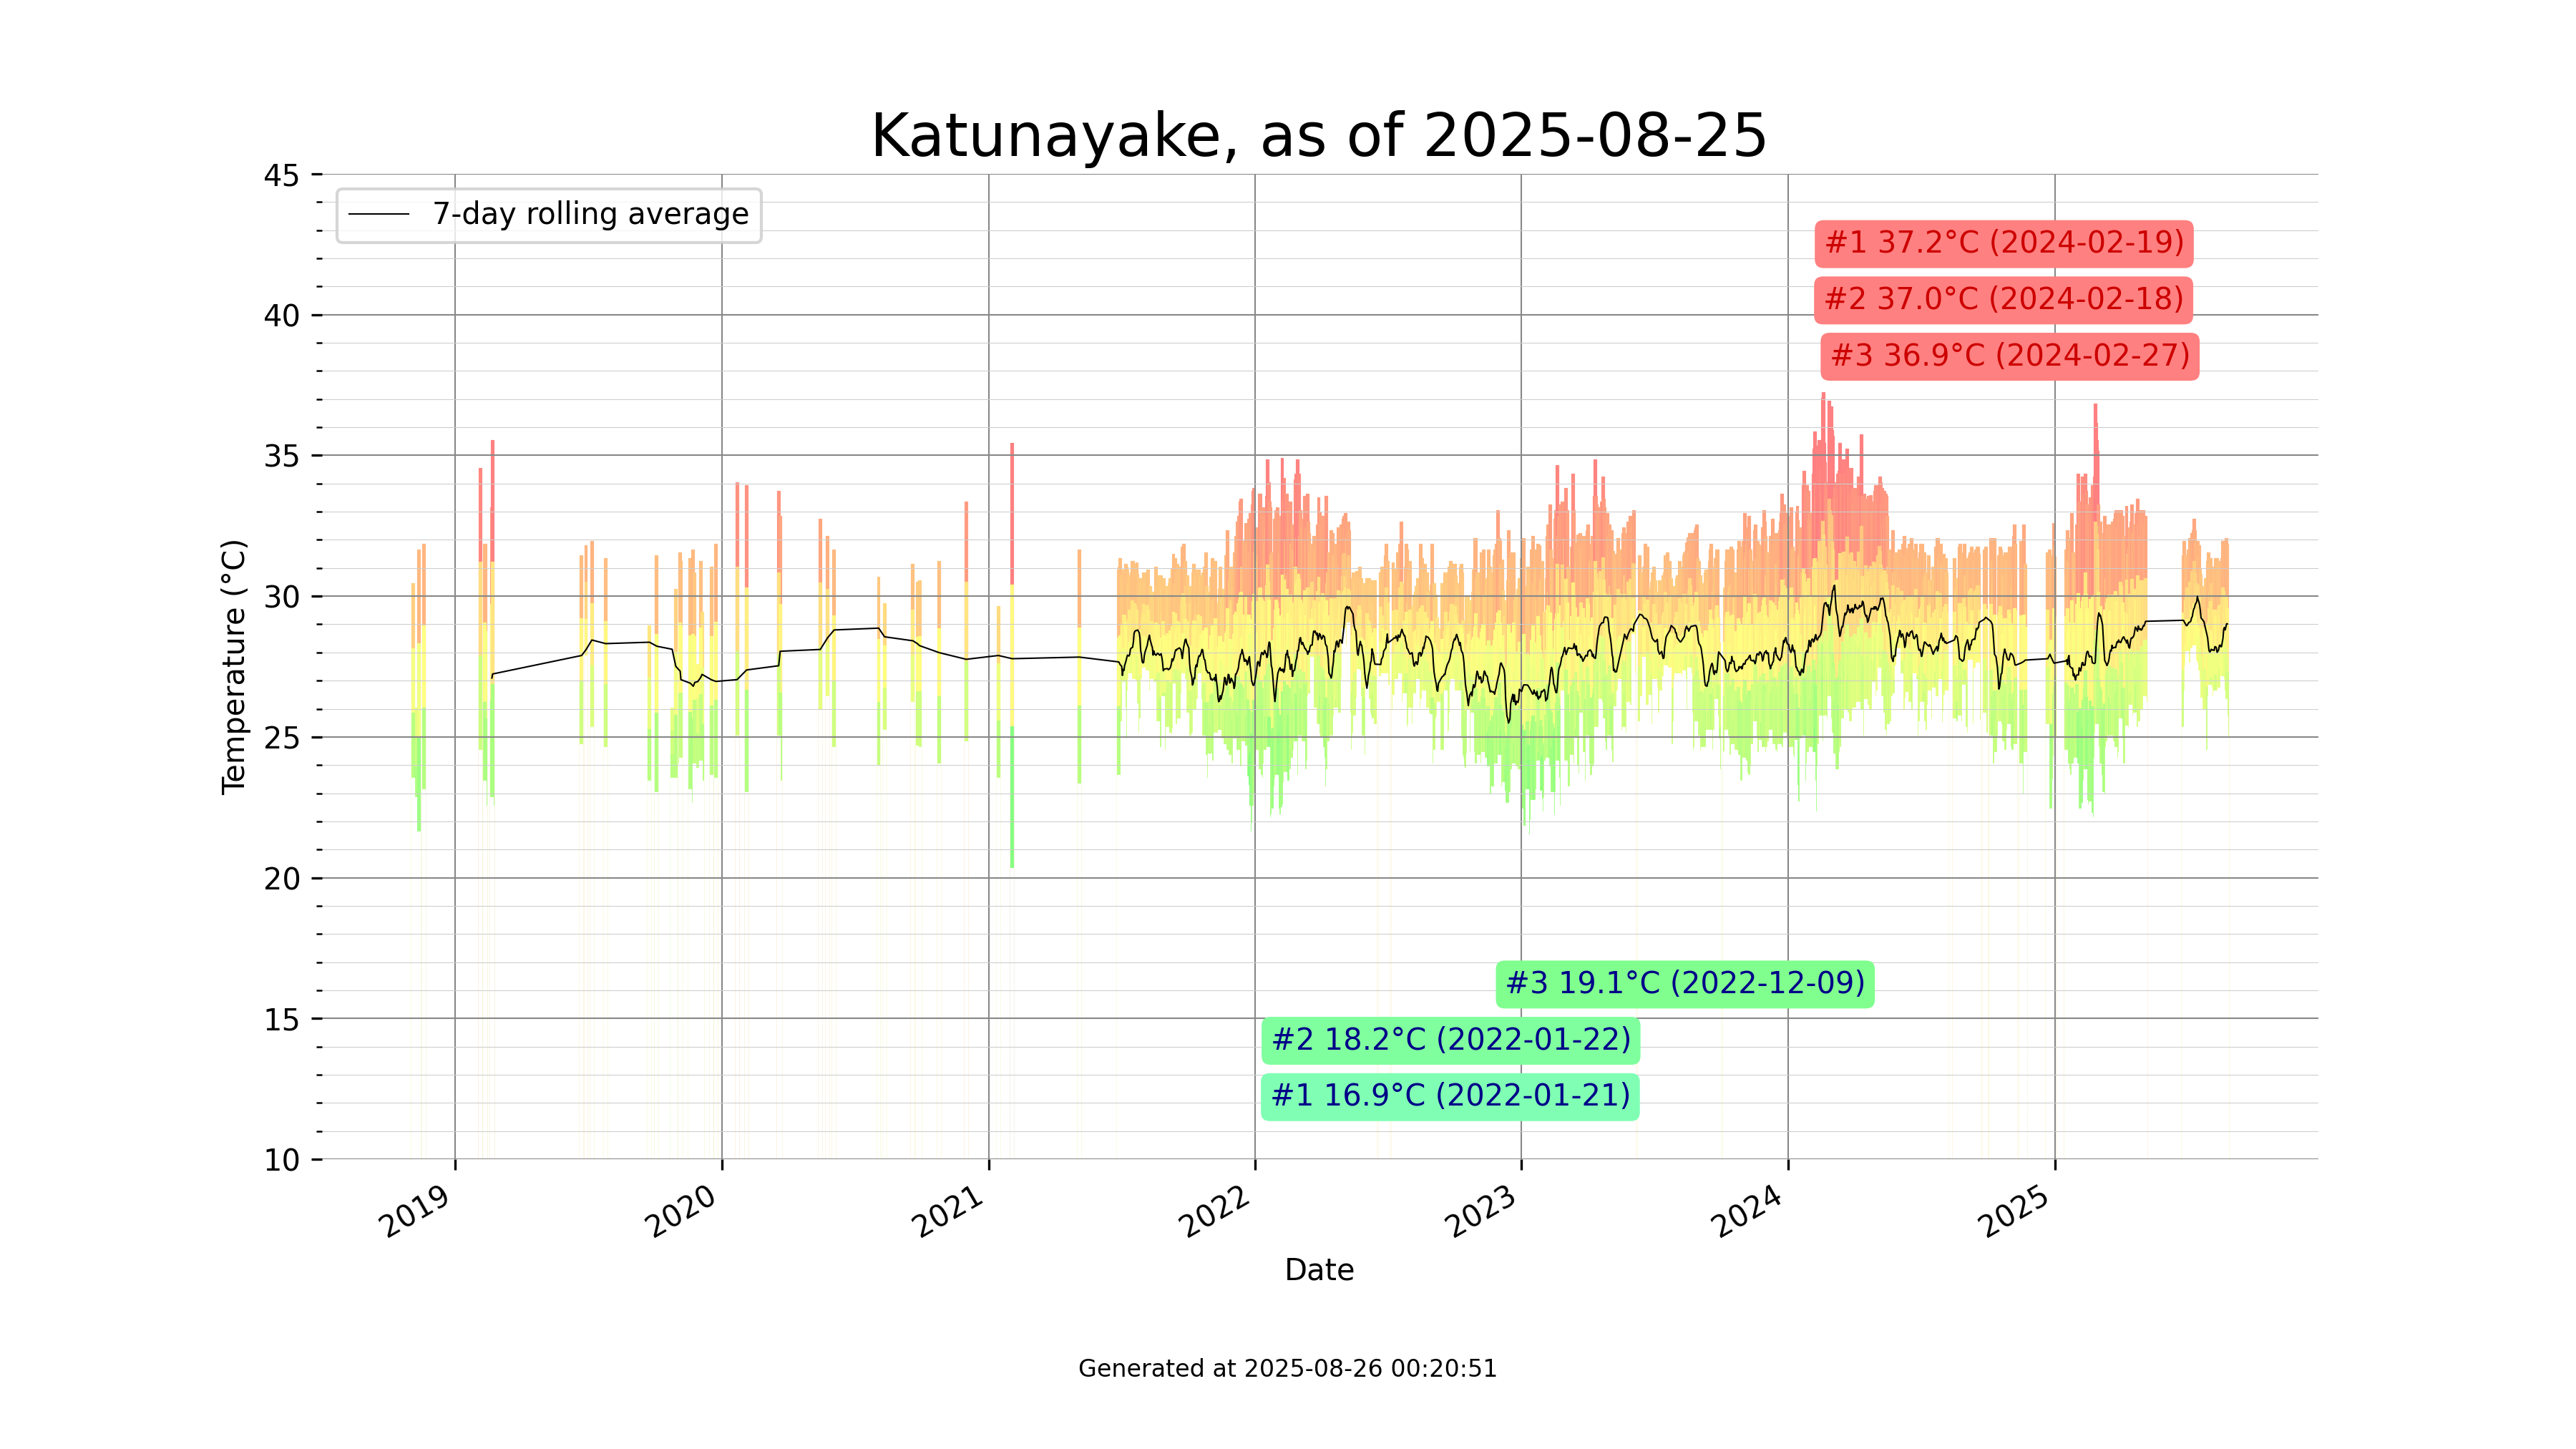 Katunayake, as of 2025-08-25
7-day rolling average
#1 37.2°C (2024-02-19)
#2 37.0°C (2024-02-18)
#3 36.9°C (2024-02-27)
#3 19.1°C (2022-12-09)
#2 18.2°C (2022-01-22)
#1 16.9°C (2022-01-21)
Temperature (°C)
45
40
35
30
25
20
15
10
2019
2020
2021
2022
2023
2024
2025
Date
Generated at 2025-08-26 00:20:51